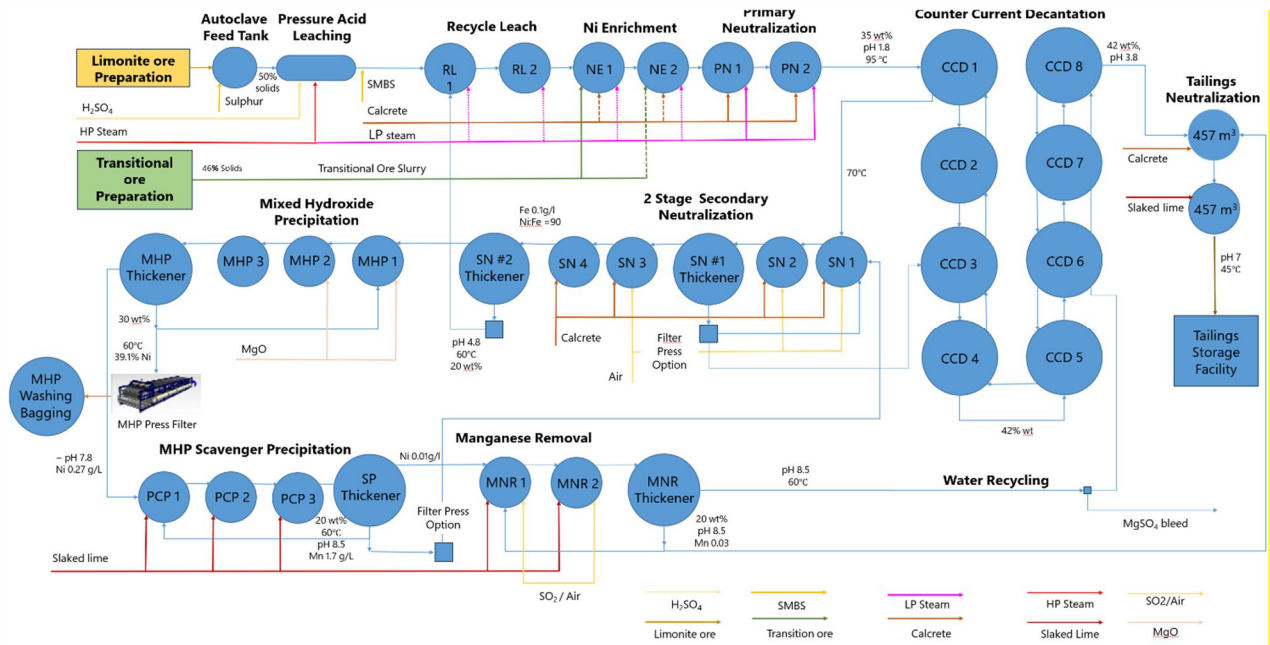 Autoclave
Feed Tank
Pressure Acid
Leaching
Recycle Leach
Ni Enrichment
Primary
Neutralization
Counter Current Decantation
Limonite ore
Preparation
50%
solids
Sulphur
H₂SO₄
HP Steam
SMBS
Calcrete
LP steam
RL
1
RL 2
NE 1
NE 2
PN 1
PN 2
35 wt%
pH 1.8
95 °C
CCD 1
CCD 8
42 wt%,
pH 3.8
Tailings
Neutralization
457 m³
Calcrete
Slaked lime
457 m³
pH 7
45℃
Tailings
Storage
Facility
Transitional
ore
Preparation
46% Solids
Transitional Ore Slurry
70℃
CCD 2
CCD 7
CCD 3
CCD 6
CCD 4
CCD 5
42% wt
Mixed Hydroxide
Precipitation
Fe 0.1g/l
Ni:Fe =90
2 Stage Secondary
Neutralization
MHP
Thickener
MHP 3
MHP 2
MHP 1
SN #2
Thickener
SN 4
SN 3
SN #1
Thickener
SN 2
SN 1
30 wt%
60℃
39.1% Ni
MgO
pH 4.8
60℃
20 wt%
Calcrete
Air
Filter
Press
Option
MHP
Washing
Bagging
MHP Press Filter
– pH 7.8
Ni 0.27 g/L
MHP Scavenger Precipitation
Manganese Removal
PCP 1
PCP 2
PCP 3
SP
Thickener
Ni 0.01g/l
20 wt%
60℃
pH 8.5
Mn 1.7 g/L
Filter Press
Option
MNR 1
MNR 2
MNR
Thickener
20 wt%
pH 8.5
Mn 0.03
pH 8.5
60℃
Water Recycling
MgSO₄ bleed
Slaked lime
SO₂ / Air
H₂SO₄
SMBS
LP Steam
HP Steam
SO2/Air
Limonite ore
Transition ore
Calcrete
Slaked Lime
MgO